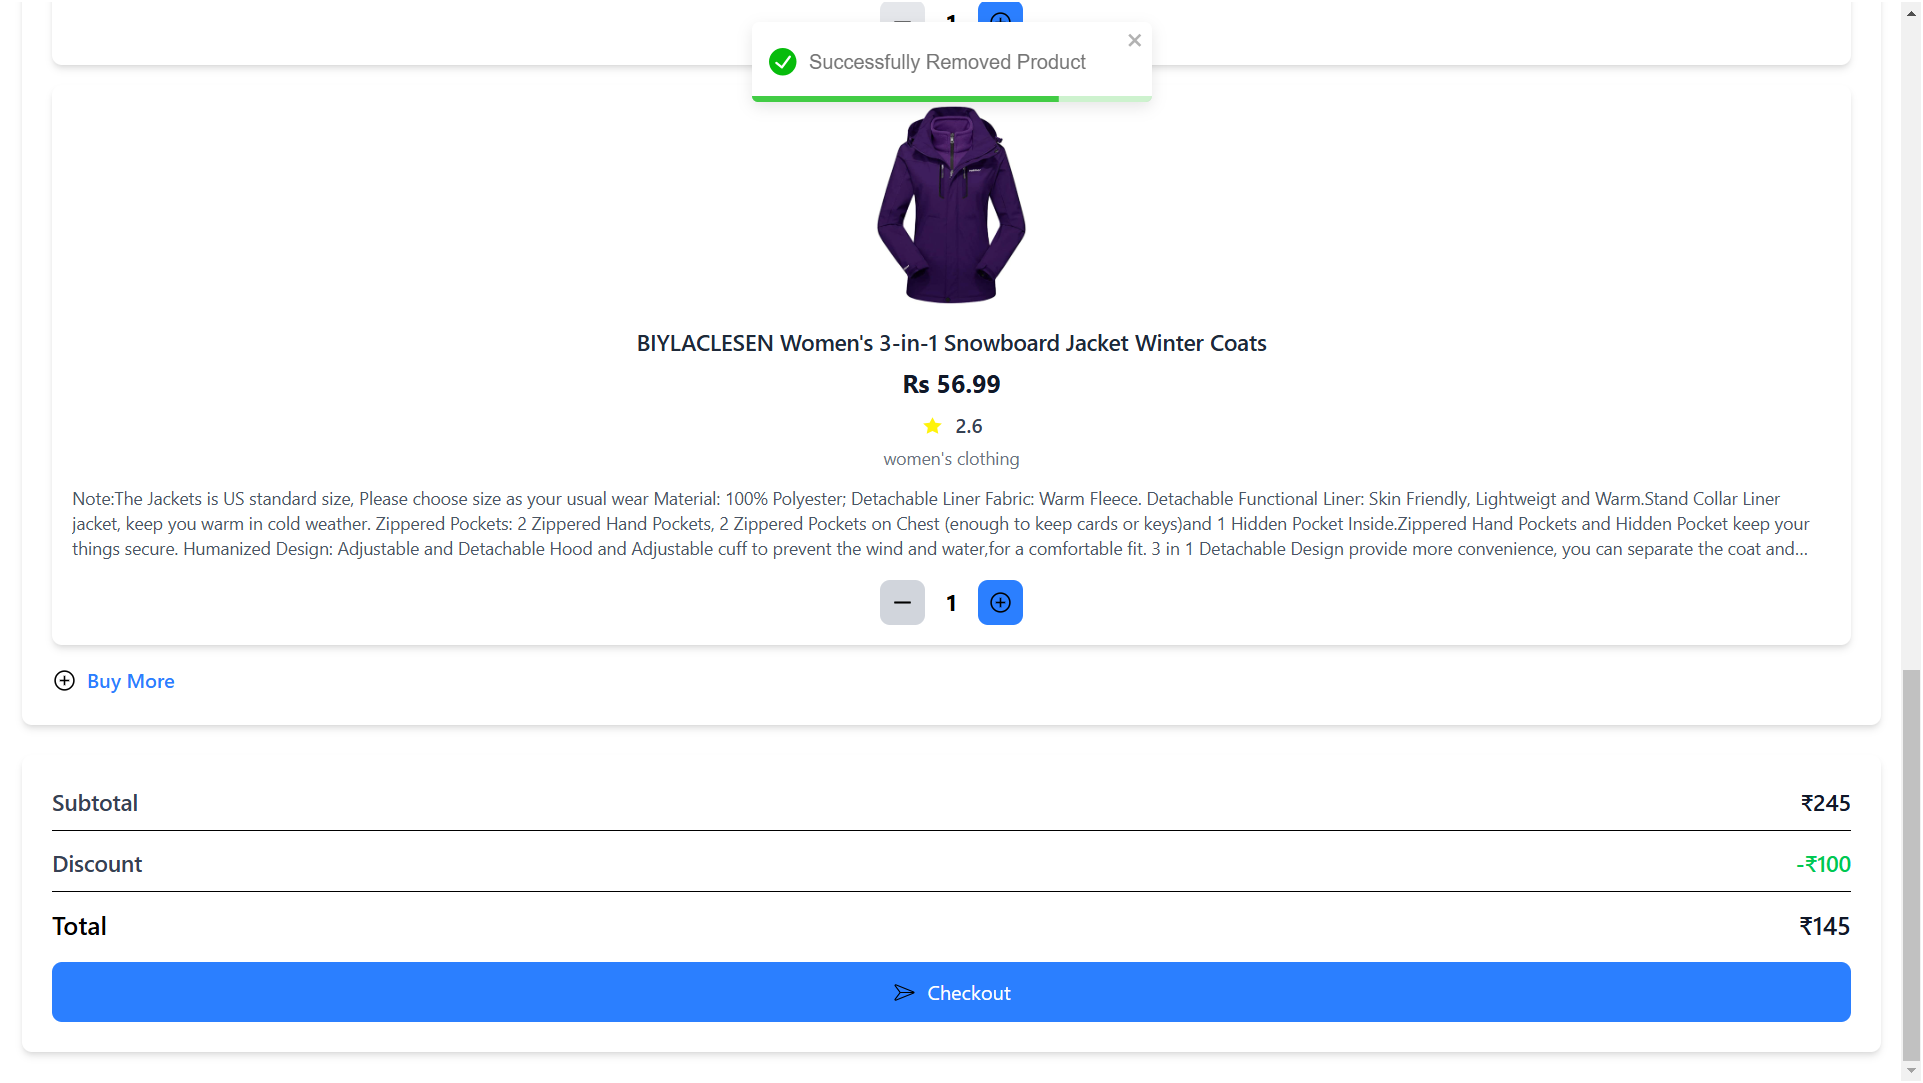 1
Successfully Removed Product
BIYLACLESEN Women's 3-in-1 Snowboard Jacket Winter Coats
Rs 56.99
2.6
women's clothing
Note:The Jackets is US standard size, Please choose size as your usual wear Material: 100% Polyester; Detachable Liner Fabric: Warm Fleece. Detachable Functional Liner: Skin Friendly, Lightweigt and Warm.Stand Collar Liner
jacket, keep you warm in cold weather. Zippered Pockets: 2 Zippered Hand Pockets, 2 Zippered Pockets on Chest (enough to keep cards or keys)and 1 Hidden Pocket Inside.Zippered Hand Pockets and Hidden Pocket keep your
things secure. Humanized Design: Adjustable and Detachable Hood and Adjustable cuff to prevent the wind and water,for a comfortable fit. 3 in 1 Detachable Design provide more convenience, you can separate the coat and...
1
Buy More
Subtotal ₹245
Discount -₹100
Total ₹145
Checkout